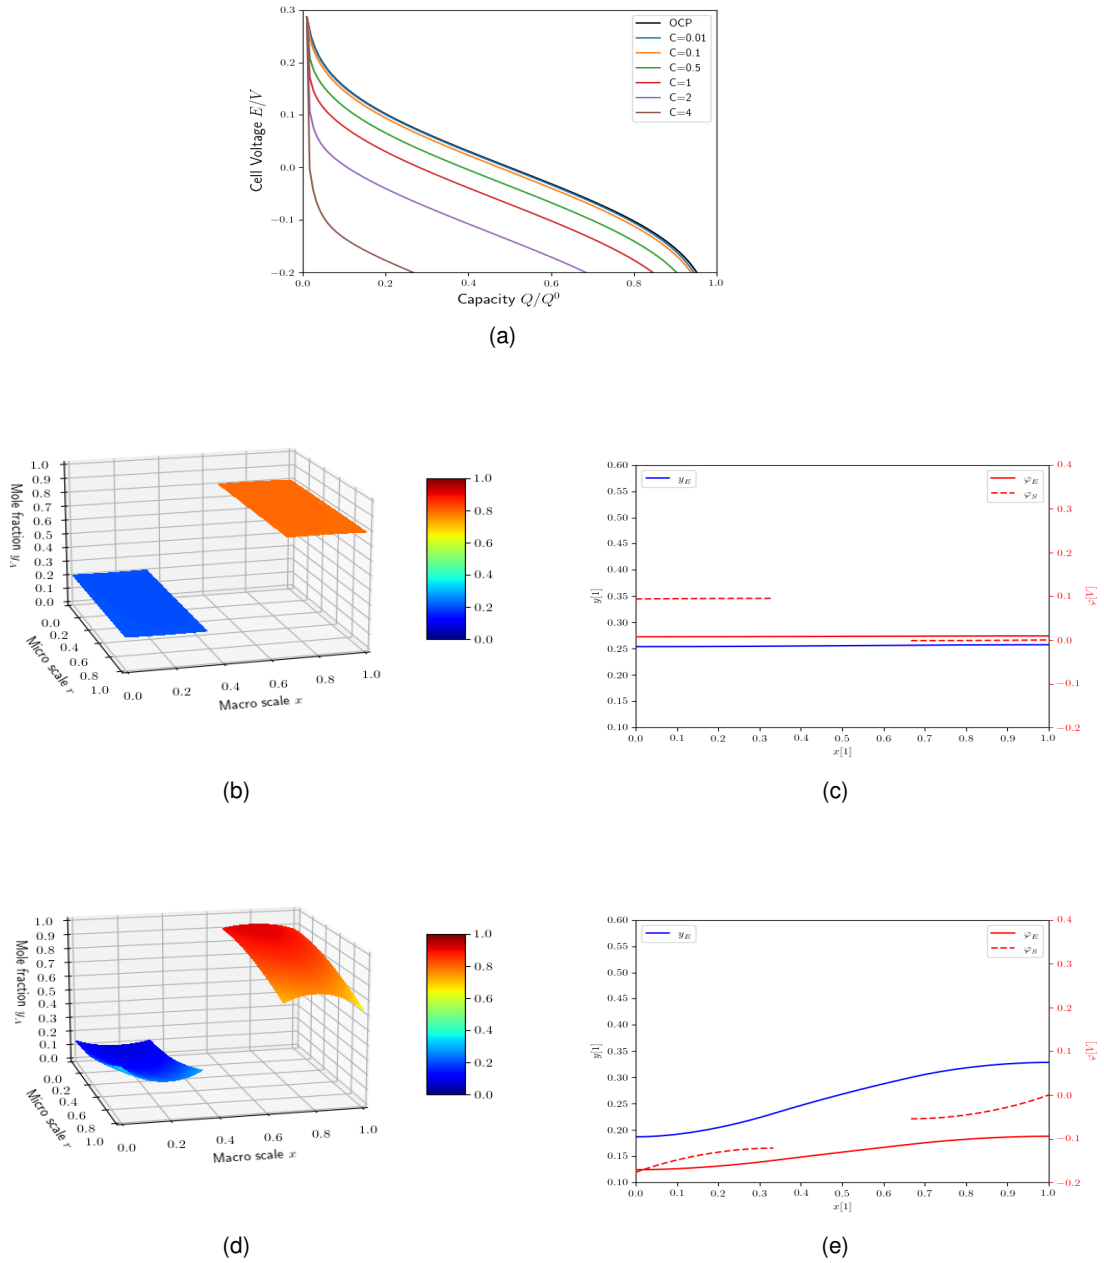 0.3
0.2
0.1
0.0
−0.1
−0.2
Cell Voltage E/V
0.0 0.2 0.4 0.6 0.8 1.0
Capacity Q/Q⁰
OCP
C=0.01
C=0.1
C=0.5
C=1
C=2
C=4
(a)
1.0
0.9
0.8
0.7
0.6
0.5
0.4
0.3
0.2
0.1
0.0
Mole fraction y_A
0.0
0.2
0.4
0.6
0.8
1.0
Micro scale r
0.0 0.2 0.4 0.6 0.8 1.0
Macro scale x
1.0
0.8
0.6
0.4
0.2
0.0
(b)
0.60
0.55
0.50
0.45
0.40
0.35
0.30
0.25
0.20
0.15
0.10
y[1]
y_E
φ_E
φ_S
0.4
0.3
0.2
0.1
0.0
−0.1
−0.2
φ[V]
0.0 0.1 0.2 0.3 0.4 0.5 0.6 0.7 0.8 0.9 1.0
x[1]
(c)
1.0
0.9
0.8
0.7
0.6
0.5
0.4
0.3
0.2
0.1
0.0
Mole fraction y_A
0.0
0.2
0.4
0.6
0.8
1.0
Micro scale r
0.0 0.2 0.4 0.6 0.8 1.0
Macro scale x
1.0
0.8
0.6
0.4
0.2
0.0
(d)
0.60
0.55
0.50
0.45
0.40
0.35
0.30
0.25
0.20
0.15
0.10
y[1]
y_E
φ_E
φ_S
0.4
0.3
0.2
0.1
0.0
−0.1
−0.2
φ[V]
0.0 0.1 0.2 0.3 0.4 0.5 0.6 0.7 0.8 0.9 1.0
x[1]
(e)